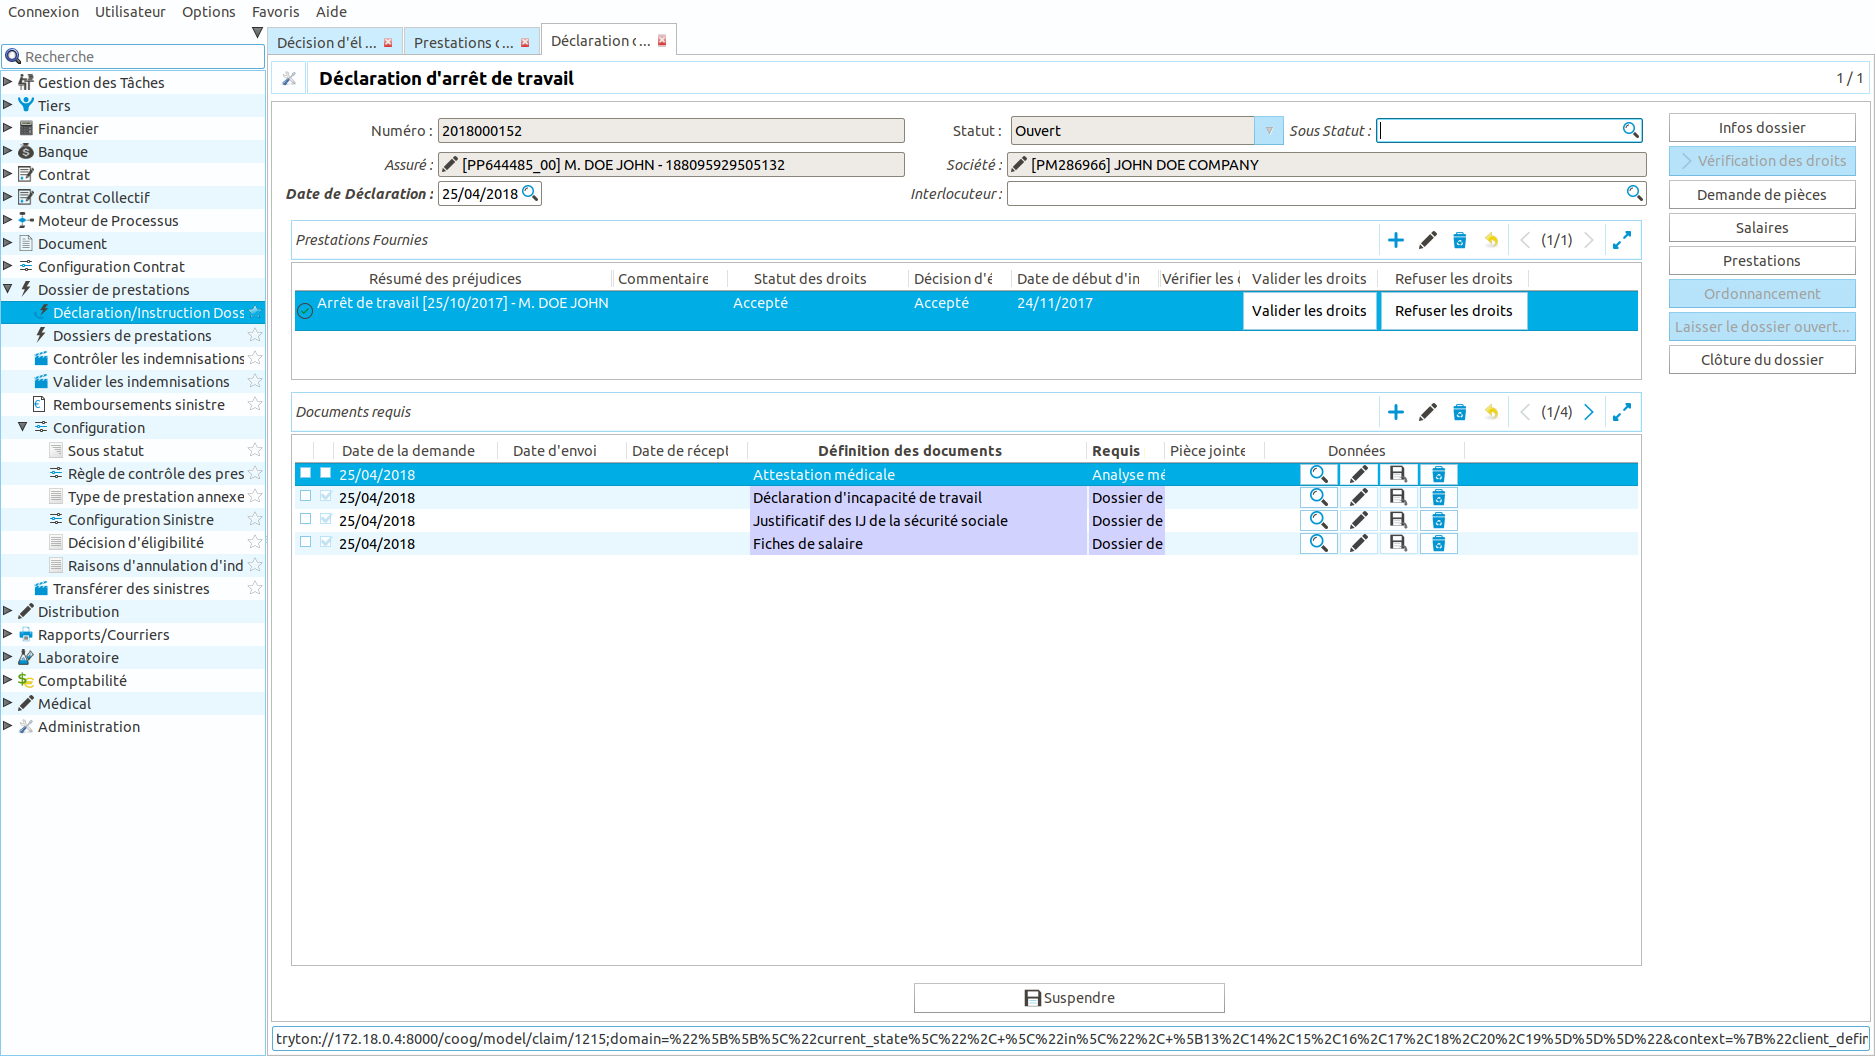 Connexion Utilisateur Options Favoris Aide
Recherche
Gestion des Tâches
Tiers
Financier
Banque
Contrat
Contrat Collectif
Moteur de Processus
Document
Configuration Contrat
Dossier de prestations
Déclaration/Instruction Doss
Dossiers de prestations
Contrôler les indemnisations
Valider les indemnisations
Remboursements sinistre
Configuration
Sous statut
Règle de contrôle des pres
Type de prestation annexe
Configuration Sinistre
Décision d'éligibilité
Raisons d'annulation d'ind
Transférer des sinistres
Distribution
Rapports/Courriers
Laboratoire
Comptabilité
Médical
Administration
Décision d'él ... Prestations c... Déclaration c...
Déclaration d'arrêt de travail 1 / 1
Numéro : 2018000152 Statut : Ouvert Sous Statut :
Assuré : [PP644485_00] M. DOE JOHN - 188095929505132 Société : [PM286966] JOHN DOE COMPANY
Date de Déclaration : 25/04/2018 Interlocuteur :
Prestations Fournies (1/1)
Résumé des préjudices Commentaire Statut des droits Décision d'é Date de début d'in Vérifier les Valider les droits Refuser les droits
Arrêt de travail [25/10/2017] - M. DOE JOHN Accepté Accepté 24/11/2017 Valider les droits Refuser les droits
Documents requis (1/4)
Date de la demande Date d'envoi Date de récept Définition des documents Requis Pièce jointe Données
25/04/2018 Attestation médicale Analyse mé
25/04/2018 Déclaration d'incapacité de travail Dossier de
25/04/2018 Justificatif des IJ de la sécurité sociale Dossier de
25/04/2018 Fiches de salaire Dossier de
Suspendre
Infos dossier
Vérification des droits
Demande de pièces
Salaires
Prestations
Ordonnancement
Laisser le dossier ouvert...
Clôture du dossier
tryton://172.18.0.4:8000/coog/model/claim/1215;domain=%22%5B%5B%5C%22current_state%5C%22%2C+%5C%22in%5C%22%2C+%5B13%2C14%2C15%2C16%2C17%2C18%2C20%2C19%5D%5D%5D%22&context=%7B%22client_defin